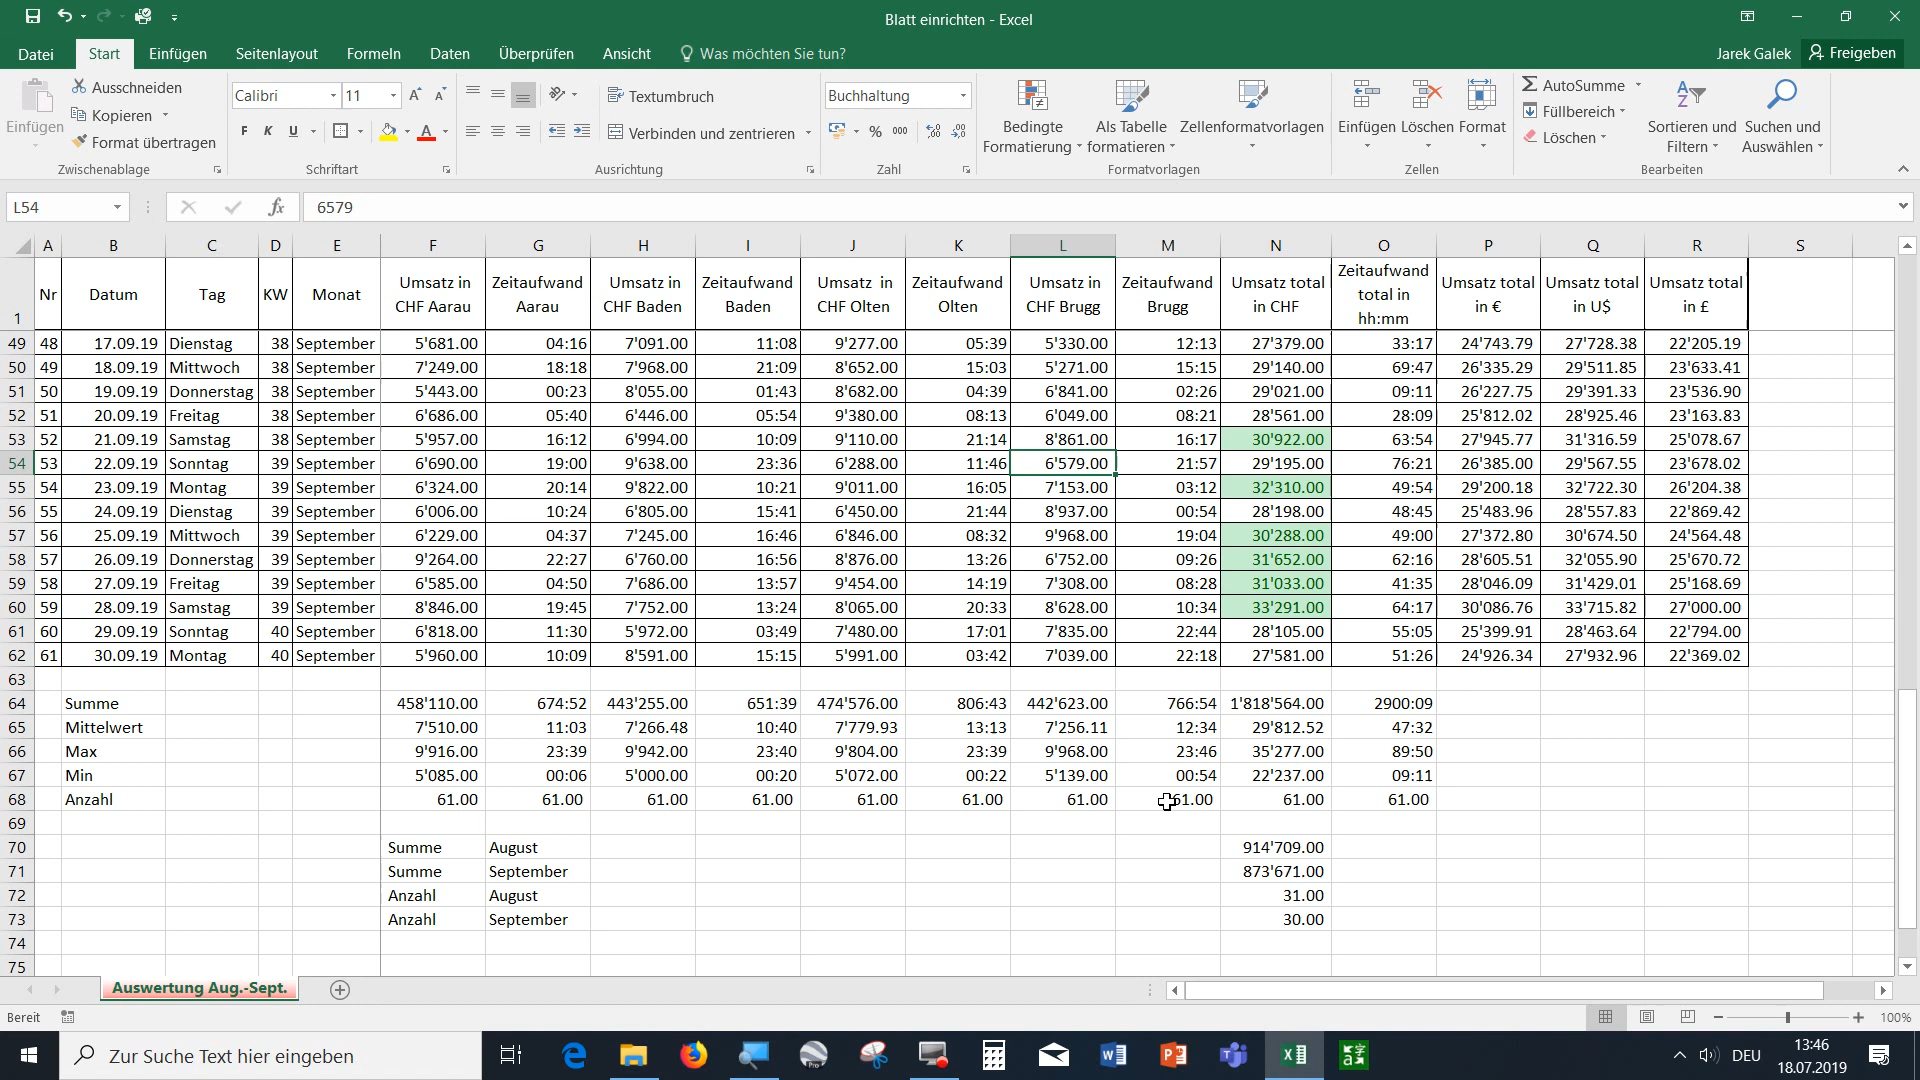 Blatt einrichten - Excel
Datei Start Einfügen Seitenlayout Formeln Daten Überprüfen Ansicht Was möchten Sie tun? Jarek Galek Freigeben
Einfügen
Ausschneiden
Kopieren
Format übertragen
Zwischenablage
Calibri 11
F K U
Schriftart
Textumbruch
Verbinden und zentrieren
Ausrichtung
Buchhaltung
% 000
Zahl
Bedingte Formatierung
Als Tabelle formatieren
Zellenformatvorlagen
Formatvorlagen
Einfügen Löschen Format
Zellen
AutoSumme
Füllbereich
Löschen
Sortieren und Filtern
Suchen und Auswählen
Bearbeiten
L54 fx 6579
A B C D E F G H I J K L M N O P Q R S
1 Nr Datum Tag KW Monat Umsatz in CHF Aarau Zeitaufwand Aarau Umsatz in CHF Baden Zeitaufwand Baden Umsatz in CHF Olten Zeitaufwand Olten Umsatz in CHF Brugg Zeitaufwand Brugg Umsatz total in CHF Zeitaufwand total in hh:mm Umsatz total in € Umsatz total in U$ Umsatz total in £
49 48 17.09.19 Dienstag 38 September 5'681.00 04:16 7'091.00 11:08 9'277.00 05:39 5'330.00 12:13 27'379.00 33:17 24'743.79 27'728.38 22'205.19
50 49 18.09.19 Mittwoch 38 September 7'249.00 18:18 7'968.00 21:09 8'652.00 15:03 5'271.00 15:15 29'140.00 69:47 26'335.29 29'511.85 23'633.41
51 50 19.09.19 Donnerstag 38 September 5'443.00 00:23 8'055.00 01:43 8'682.00 04:39 6'841.00 02:26 29'021.00 09:11 26'227.75 29'391.33 23'536.90
52 51 20.09.19 Freitag 38 September 6'686.00 05:40 6'446.00 05:54 9'380.00 08:13 6'049.00 08:21 28'561.00 28:09 25'812.02 28'925.46 23'163.83
53 52 21.09.19 Samstag 38 September 5'957.00 16:12 6'994.00 10:09 9'110.00 21:14 8'861.00 16:17 30'922.00 63:54 27'945.77 31'316.59 25'078.67
54 53 22.09.19 Sonntag 39 September 6'690.00 19:00 9'638.00 23:36 6'288.00 11:46 6'579.00 21:57 29'195.00 76:21 26'385.00 29'567.55 23'678.02
55 54 23.09.19 Montag 39 September 6'324.00 20:14 9'822.00 10:21 9'011.00 16:05 7'153.00 03:12 32'310.00 49:54 29'200.18 32'722.30 26'204.38
56 55 24.09.19 Dienstag 39 September 6'006.00 10:24 6'805.00 15:41 6'450.00 21:44 8'937.00 00:54 28'198.00 48:45 25'483.96 28'557.83 22'869.42
57 56 25.09.19 Mittwoch 39 September 6'229.00 04:37 7'245.00 16:46 6'846.00 08:32 9'968.00 19:04 30'288.00 49:00 27'372.80 30'674.50 24'564.48
58 57 26.09.19 Donnerstag 39 September 9'264.00 22:27 6'760.00 16:56 8'876.00 13:26 6'752.00 09:26 31'652.00 62:16 28'605.51 32'055.90 25'670.72
59 58 27.09.19 Freitag 39 September 6'585.00 04:50 7'686.00 13:57 9'454.00 14:19 7'308.00 08:28 31'033.00 41:35 28'046.09 31'429.01 25'168.69
60 59 28.09.19 Samstag 39 September 8'846.00 19:45 7'752.00 13:24 8'065.00 20:33 8'628.00 10:34 33'291.00 64:17 30'086.76 33'715.82 27'000.00
61 60 29.09.19 Sonntag 40 September 6'818.00 11:30 5'972.00 03:49 7'480.00 17:01 7'835.00 22:44 28'105.00 55:05 25'399.91 28'463.64 22'794.00
62 61 30.09.19 Montag 40 September 5'960.00 10:09 8'591.00 15:15 5'991.00 03:42 7'039.00 22:18 27'581.00 51:26 24'926.34 27'932.96 22'369.02
63
64 Summe 458'110.00 674:52 443'255.00 651:39 474'576.00 806:43 442'623.00 766:54 1'818'564.00 2900:09
65 Mittelwert 7'510.00 11:03 7'266.48 10:40 7'779.93 13:13 7'256.11 12:34 29'812.52 47:32
66 Max 9'916.00 23:39 9'942.00 23:40 9'804.00 23:39 9'968.00 23:46 35'277.00 89:50
67 Min 5'085.00 00:06 5'000.00 00:20 5'072.00 00:22 5'139.00 00:54 22'237.00 09:11
68 Anzahl 61.00 61.00 61.00 61.00 61.00 61.00 61.00 61.00 61.00 61.00
69
70 Summe August 914'709.00
71 Summe September 873'671.00
72 Anzahl August 31.00
73 Anzahl September 30.00
74
75
Auswertung Aug.-Sept.
Bereit 100%
Zur Suche Text hier eingeben
DEU
13:46
18.07.2019